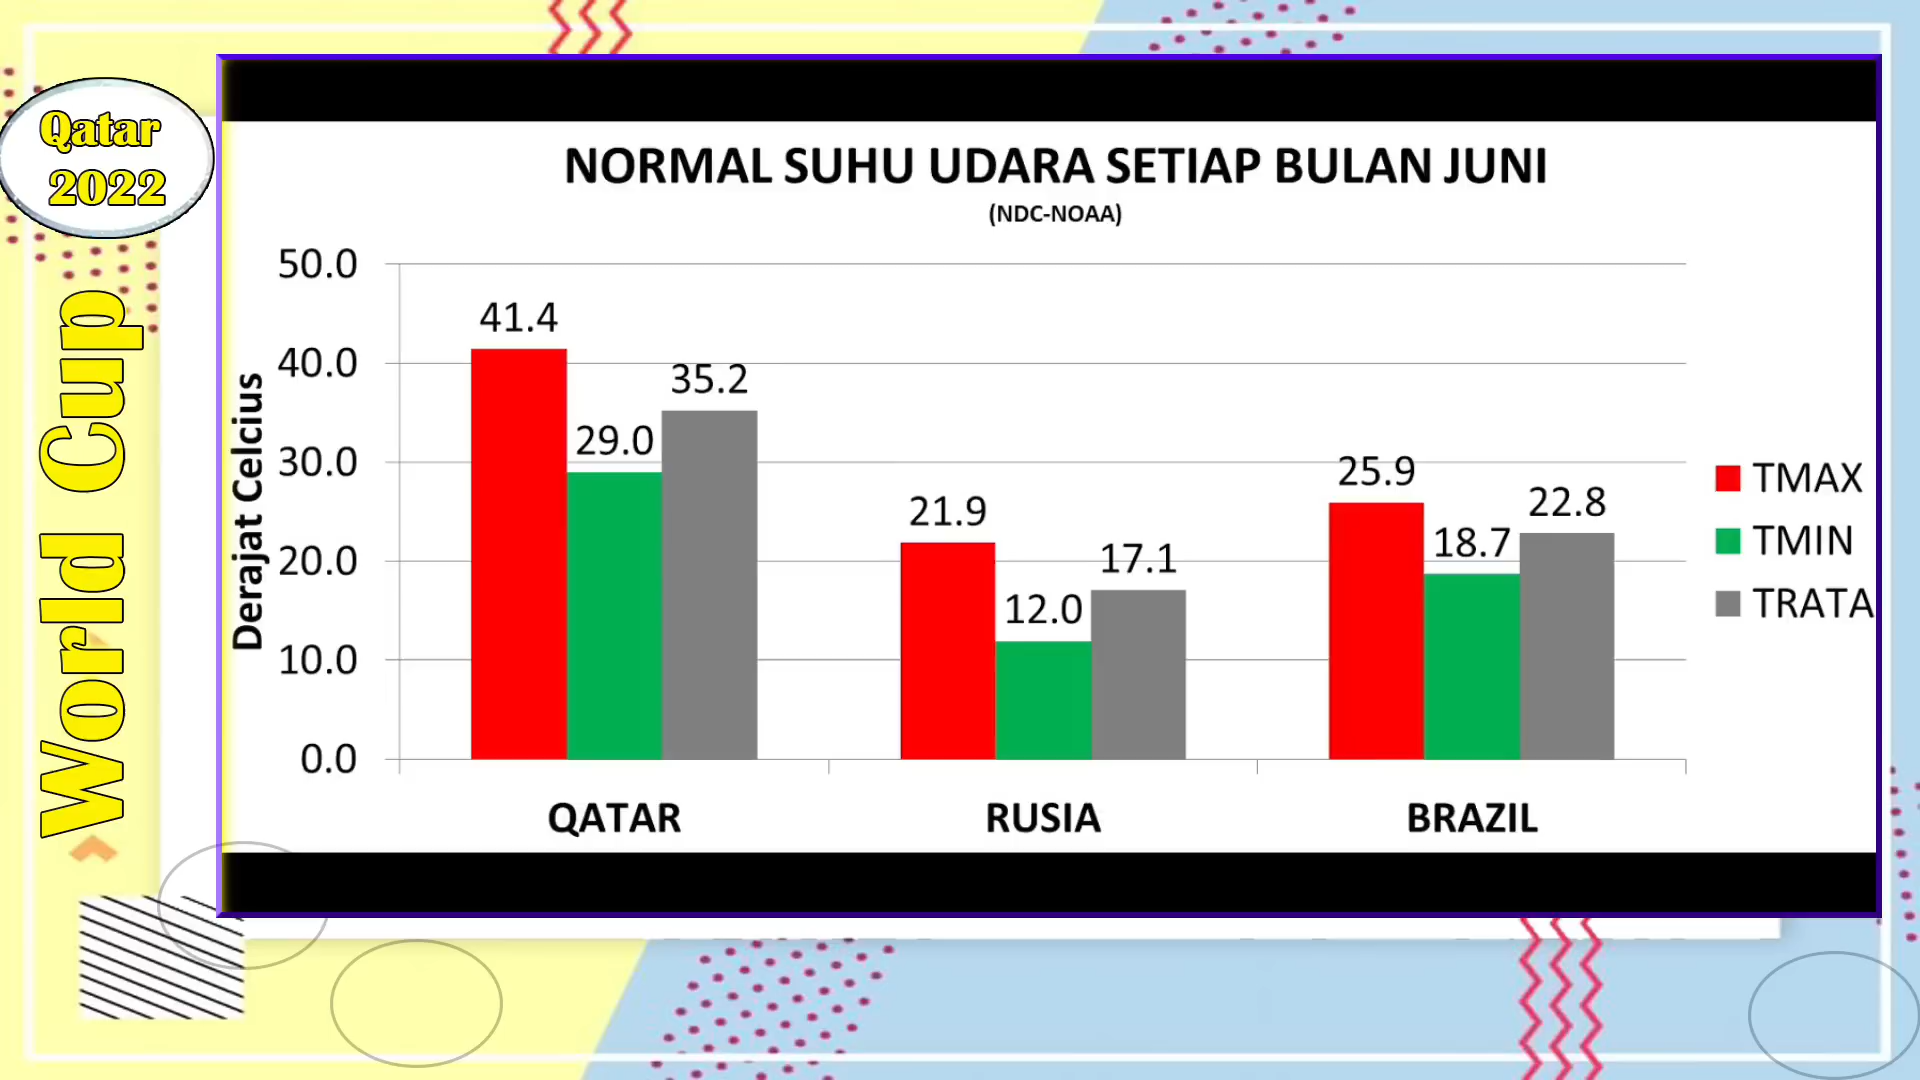 Qatar
2022
World Cup
NORMAL SUHU UDARA SETIAP BULAN JUNI
(NDC-NOAA)
Derajat Celcius
50.0
40.0
30.0
20.0
10.0
0.0
41.4
29.0
35.2
21.9
12.0
17.1
25.9
18.7
22.8
TMAX
TMIN
TRATA
QATAR
RUSIA
BRAZIL